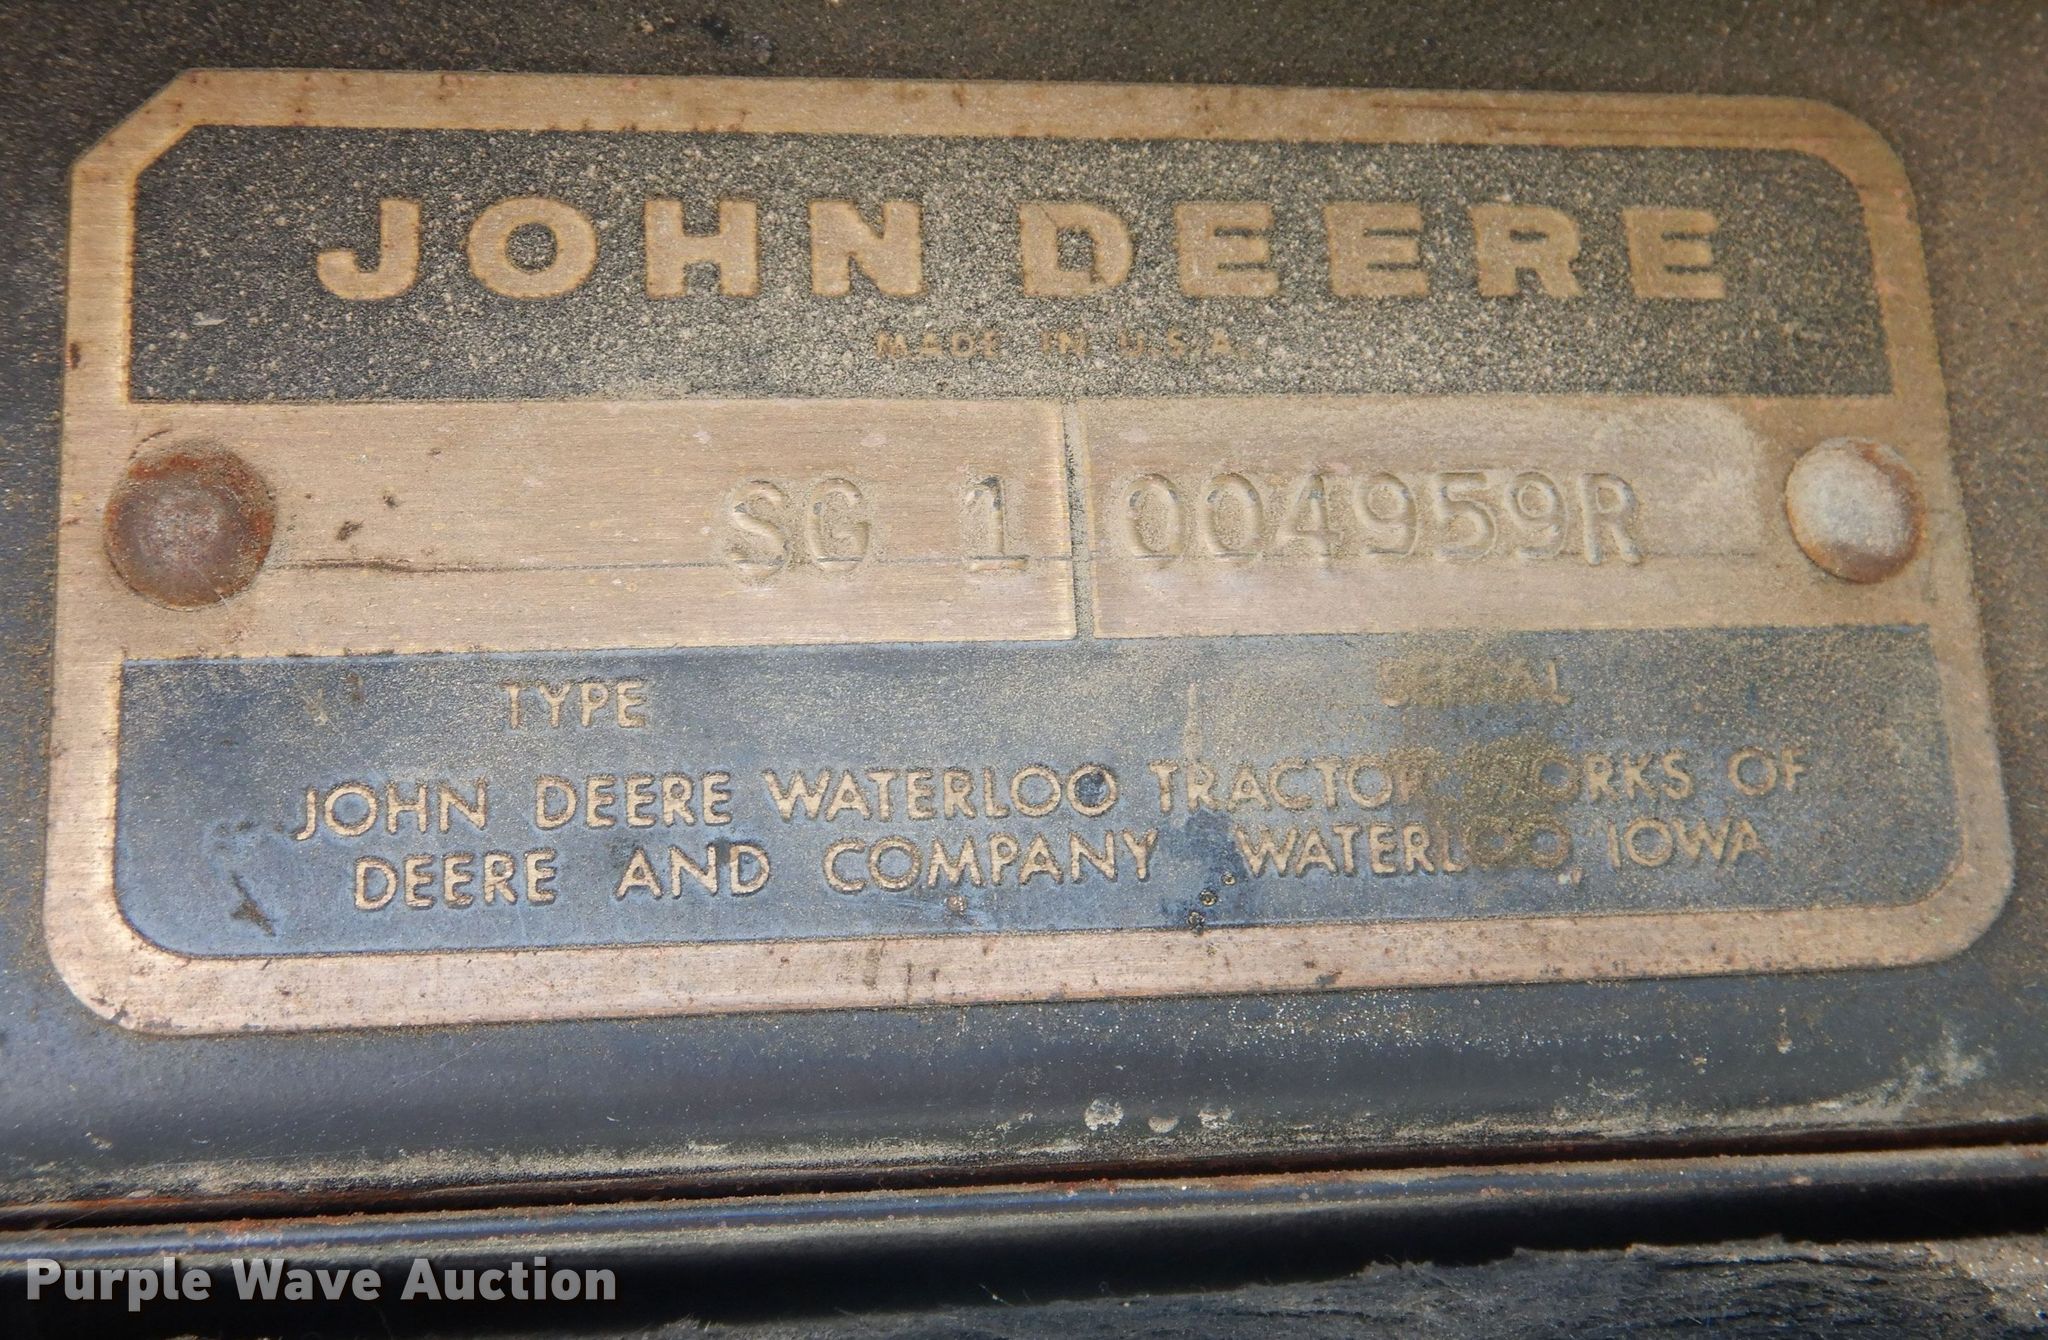 JOHN DEERE
MADE IN U.S.A.
SG 1 004959R
TYPE SERIAL
JOHN DEERE WATERLOO TRACTOR WORKS OF
DEERE AND COMPANY WATERLOO, IOWA
Purple Wave Auction